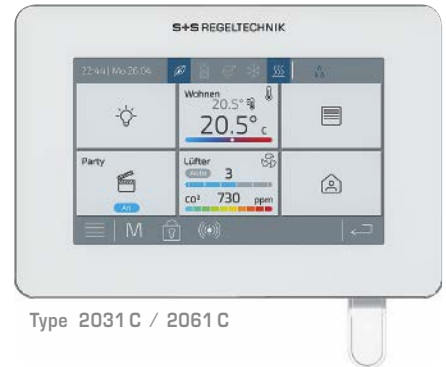 S+S REGELTECHNIK
22:44 | Mo 26.04.
Wohnen
20.5°
20.5° C
Party
An
Lüfter
Auto 3
CO² 730 ppm
M
Type 2031 C / 2061 C